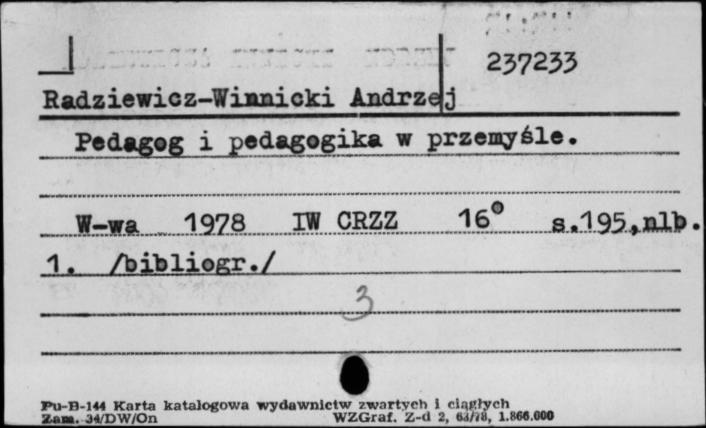 237233
Radziewicz-Winnicki Andrzej
Pedagog i pedagogika w przemyśle.
W-wa 1978 IW CRZZ 16° s.195,nlb.
1. /bibliogr./
3
Pu-B-144 Karta katalogowa wydawnictw zwartych i ciągłych
Zam. 34/DW/On WZGraf. Z-d 2, 63/78, 1.866.000